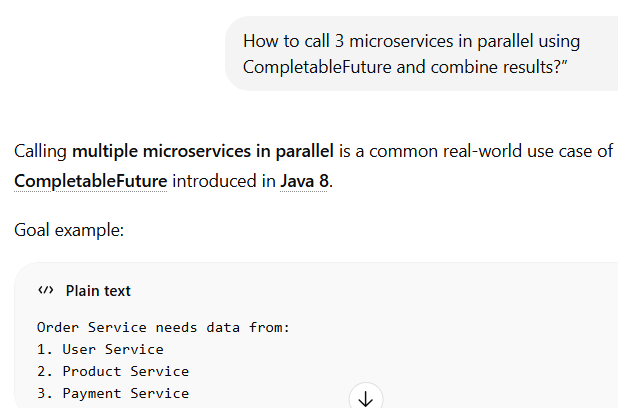 How to call 3 microservices in parallel using
CompletableFuture and combine results?”
Calling multiple microservices in parallel is a common real-world use case of
CompletableFuture introduced in Java 8.
Goal example:
</> Plain text
Order Service needs data from:
1. User Service
2. Product Service
3. Payment Service